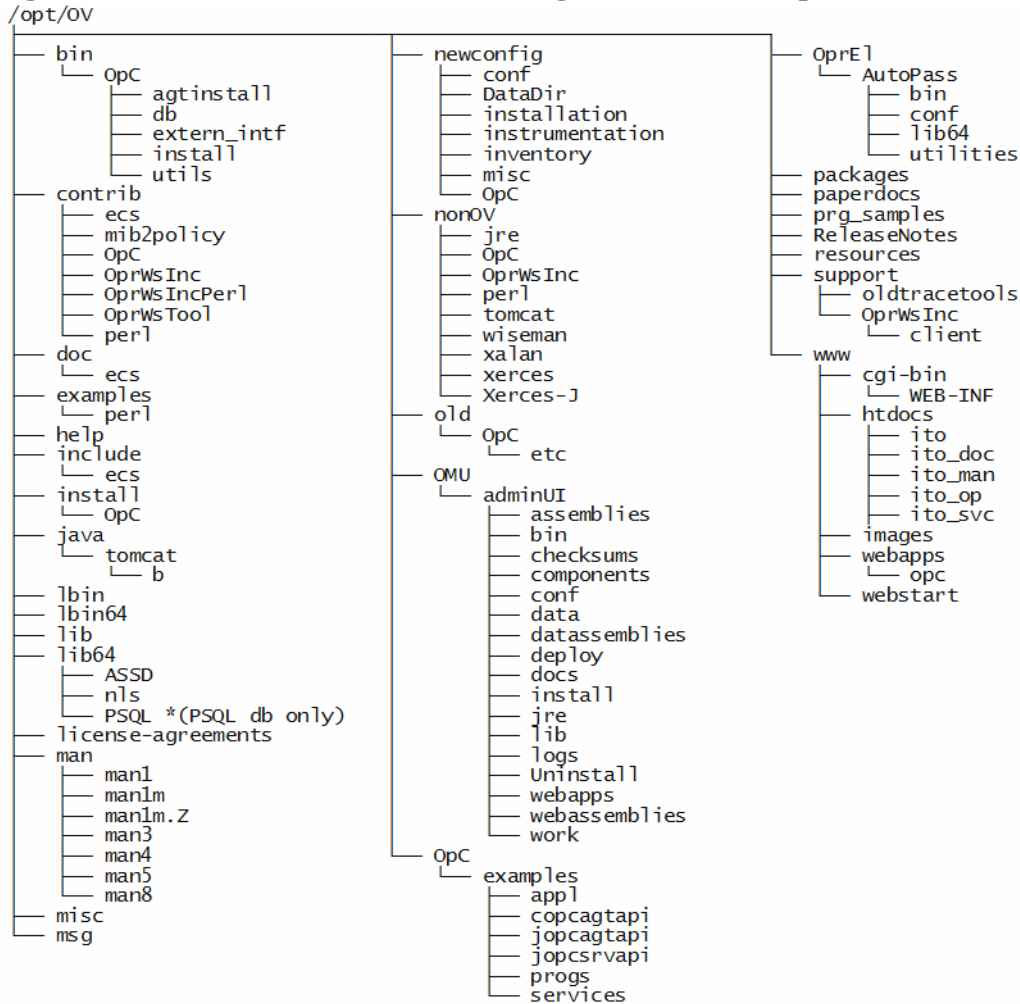 /opt/OV
bin
OpC
agtinstall
db
extern_intf
install
utils
contrib
ecs
mib2policy
OpC
OprWsInc
OprWsIncPerl
OprWsTool
perl
doc
ecs
examples
perl
help
include
ecs
install
OpC
java
tomcat
b
lbin
lbin64
lib
lib64
ASSD
nls
PSQL *(PSQL db only)
license-agreements
man
man1
man1m
man1m.Z
man3
man4
man5
man8
misc
msg
newconfig
conf
DataDir
installation
instrumentation
inventory
misc
OpC
nonOV
jre
OpC
OprWsInc
perl
tomcat
wiseman
xalan
xerces
Xerces-J
old
OpC
etc
OMU
adminUI
assemblies
bin
checksums
components
conf
data
datassemblies
deploy
docs
install
jre
lib
logs
Uninstall
webapps
webassemblies
work
OpC
examples
appl
copcagtapi
jopcagtapi
jopcsrvapi
progs
services
OprEl
AutoPass
bin
conf
lib64
utilities
packages
paperdocs
prg_samples
ReleaseNotes
resources
support
oldtracetools
OprWsInc
client
www
cgi-bin
WEB-INF
htdocs
ito
ito_doc
ito_man
ito_op
ito_svc
images
webapps
opc
webstart